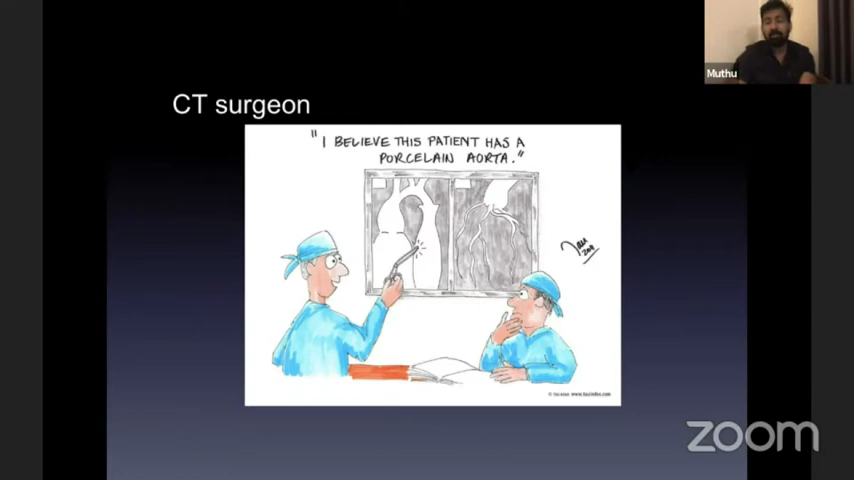 Muthu
CT surgeon
"I BELIEVE THIS PATIENT HAS A
PORCELAIN AORTA."
zoom